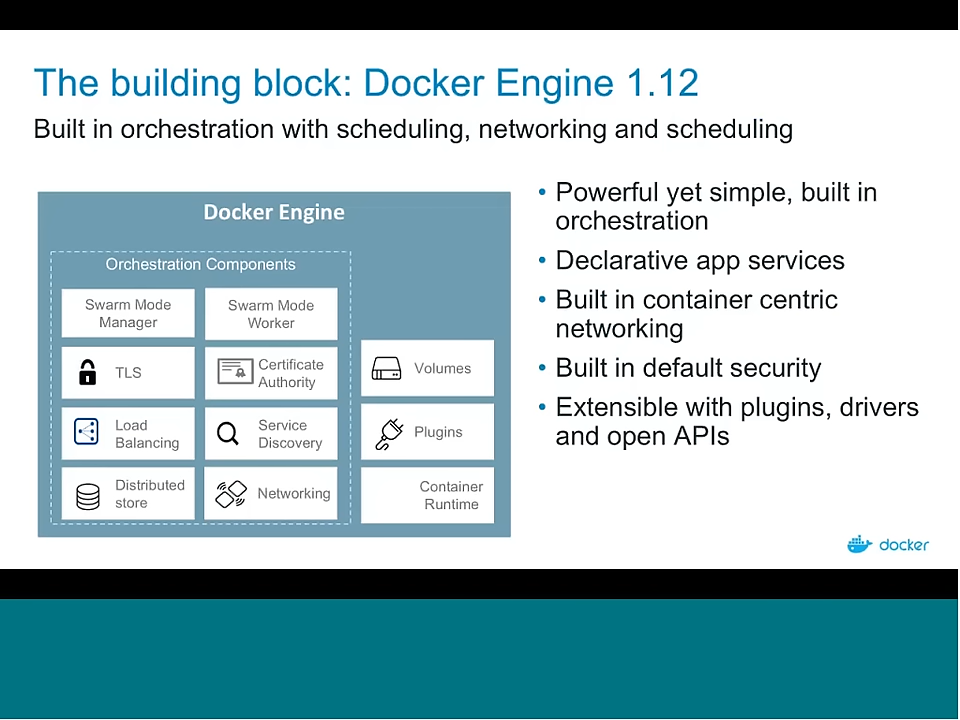 The building block: Docker Engine 1.12
Built in orchestration with scheduling, networking and scheduling
Docker Engine
Orchestration Components
Swarm Mode
Manager
Swarm Mode
Worker
TLS
Certificate
Authority
Volumes
Load
Balancing
Service
Discovery
Plugins
Distributed
store
Networking
Container
Runtime
• Powerful yet simple, built in
orchestration
• Declarative app services
• Built in container centric
networking
• Built in default security
• Extensible with plugins, drivers
and open APIs
docker